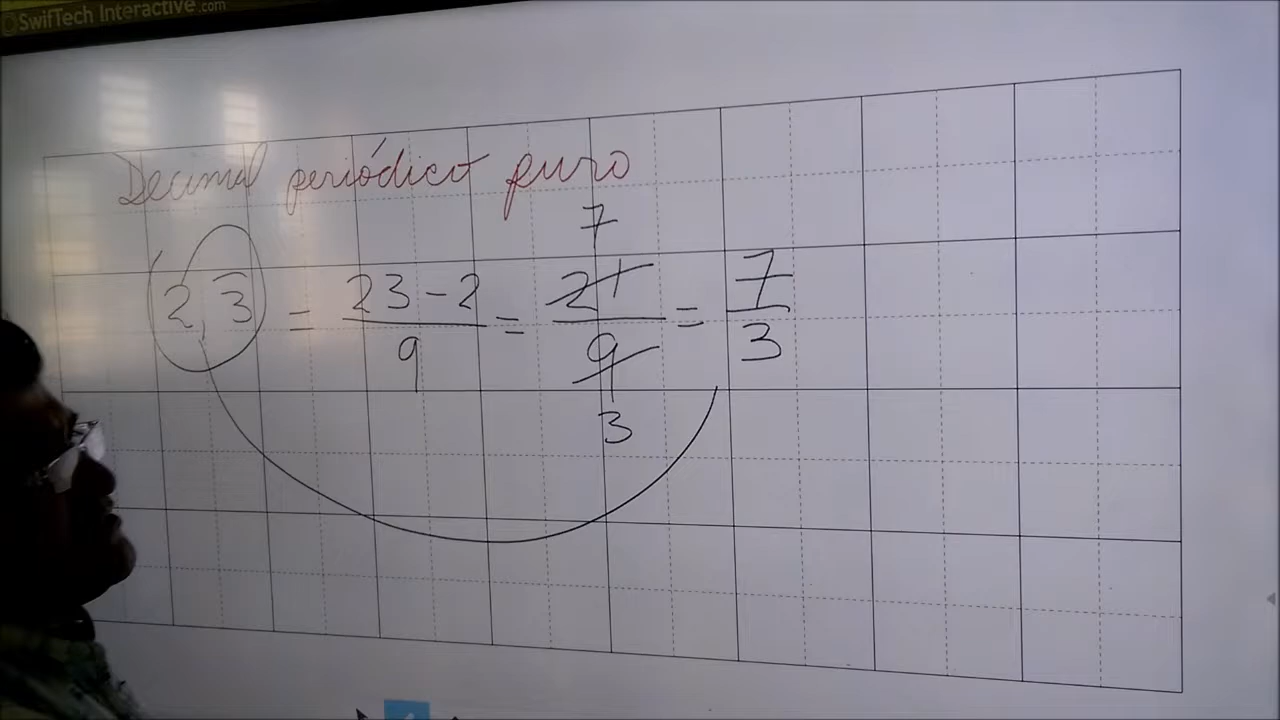 ©SwifTech Interactive.com
Decimal periódico puro
7
2,3̅ = 23-2/9 = 21/9 = 7/3
3